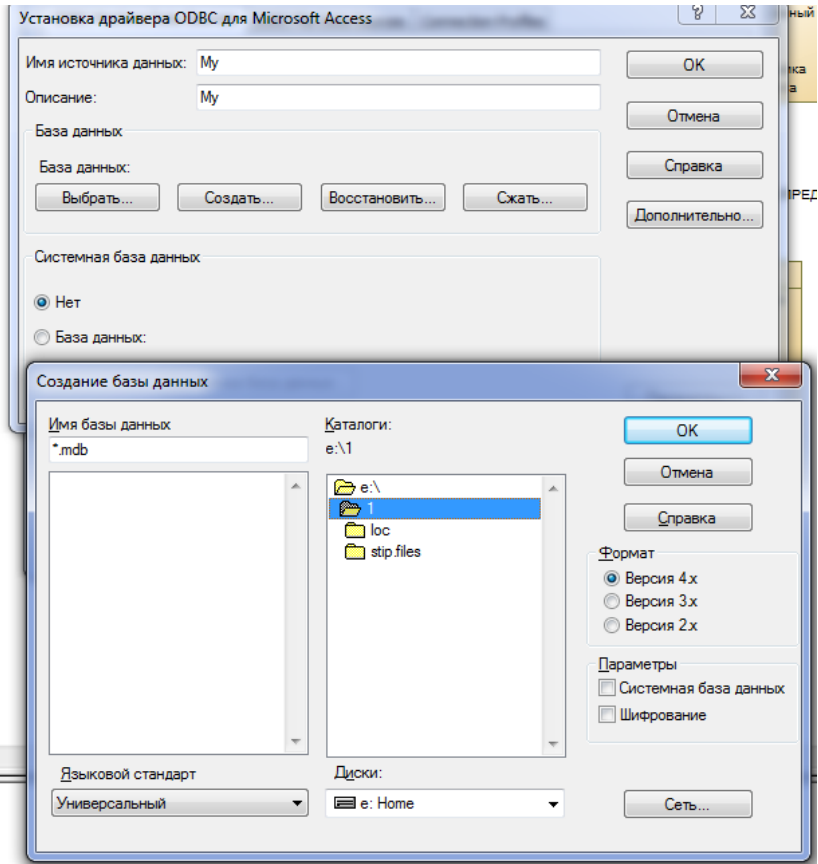 Установка драйвера ODBC для Microsoft Access
Имя источника данных: My
OK
Описание: My
Отмена
База данных
База данных:
Справка
Выбрать... Создать... Восстановить... Сжать...
Дополнительно...
Системная база данных
Нет
База данных:
Создание базы данных
Имя базы данных
*.mdb
Каталоги:
e:\1
e:\
1
loc
stip.files
OK
Отмена
Справка
Формат
Версия 4.x
Версия 3.x
Версия 2.x
Параметры
Системная база данных
Шифрование
Языковой стандарт
Универсальный
Диски:
e: Home
Сеть...